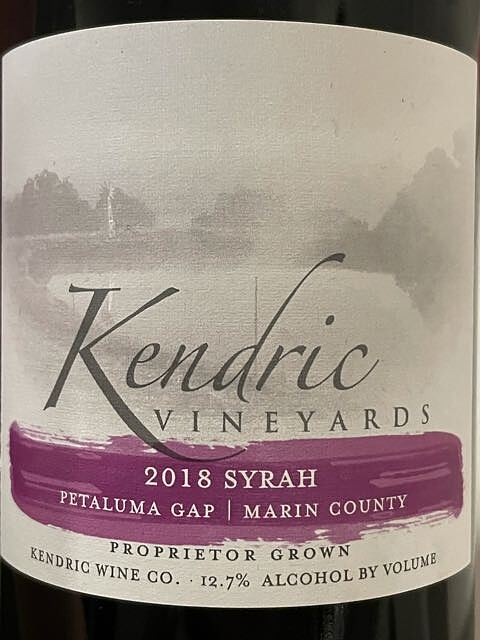 Kendric
VINEYARDS
2018 SYRAH
PETALUMA GAP | MARIN COUNTY
PROPRIETOR GROWN
KENDRIC WINE CO. · 12.7% ALCOHOL BY VOLUME